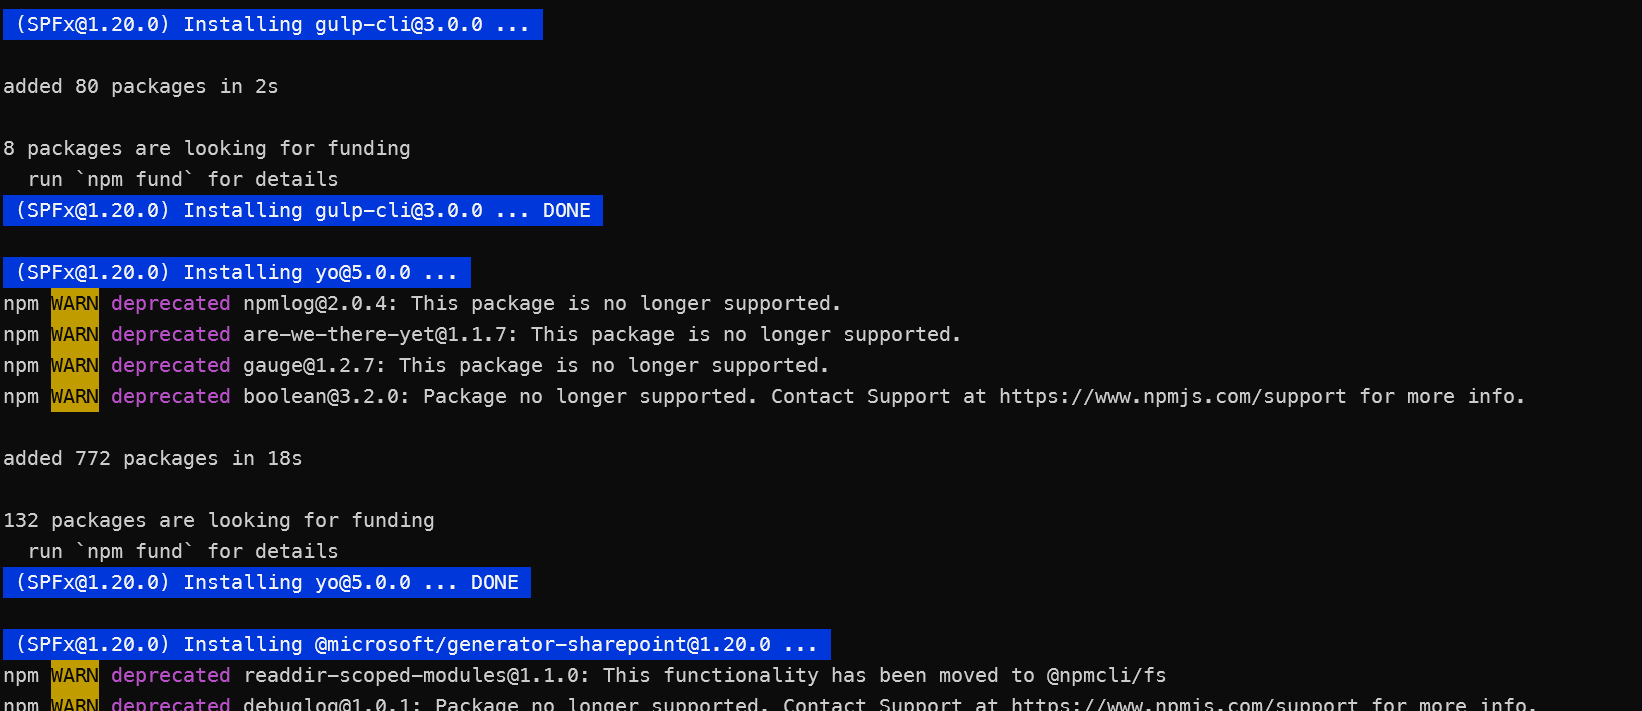 (SPFx@1.20.0) Installing gulp-cli@3.0.0 ...
added 80 packages in 2s
8 packages are looking for funding
run `npm fund` for details
(SPFx@1.20.0) Installing gulp-cli@3.0.0 ... DONE
(SPFx@1.20.0) Installing yo@5.0.0 ...
npm WARN deprecated npmlog@2.0.4: This package is no longer supported.
npm WARN deprecated are-we-there-yet@1.1.7: This package is no longer supported.
npm WARN deprecated gauge@1.2.7: This package is no longer supported.
npm WARN deprecated boolean@3.2.0: Package no longer supported. Contact Support at https://www.npmjs.com/support for more info.
added 772 packages in 18s
132 packages are looking for funding
run `npm fund` for details
(SPFx@1.20.0) Installing yo@5.0.0 ... DONE
(SPFx@1.20.0) Installing @microsoft/generator-sharepoint@1.20.0 ...
npm WARN deprecated readdir-scoped-modules@1.1.0: This functionality has been moved to @npmcli/fs
npm WARN deprecated debuglog@1.0.1: Package no longer supported. Contact Support at https://www.npmjs.com/support for more info.